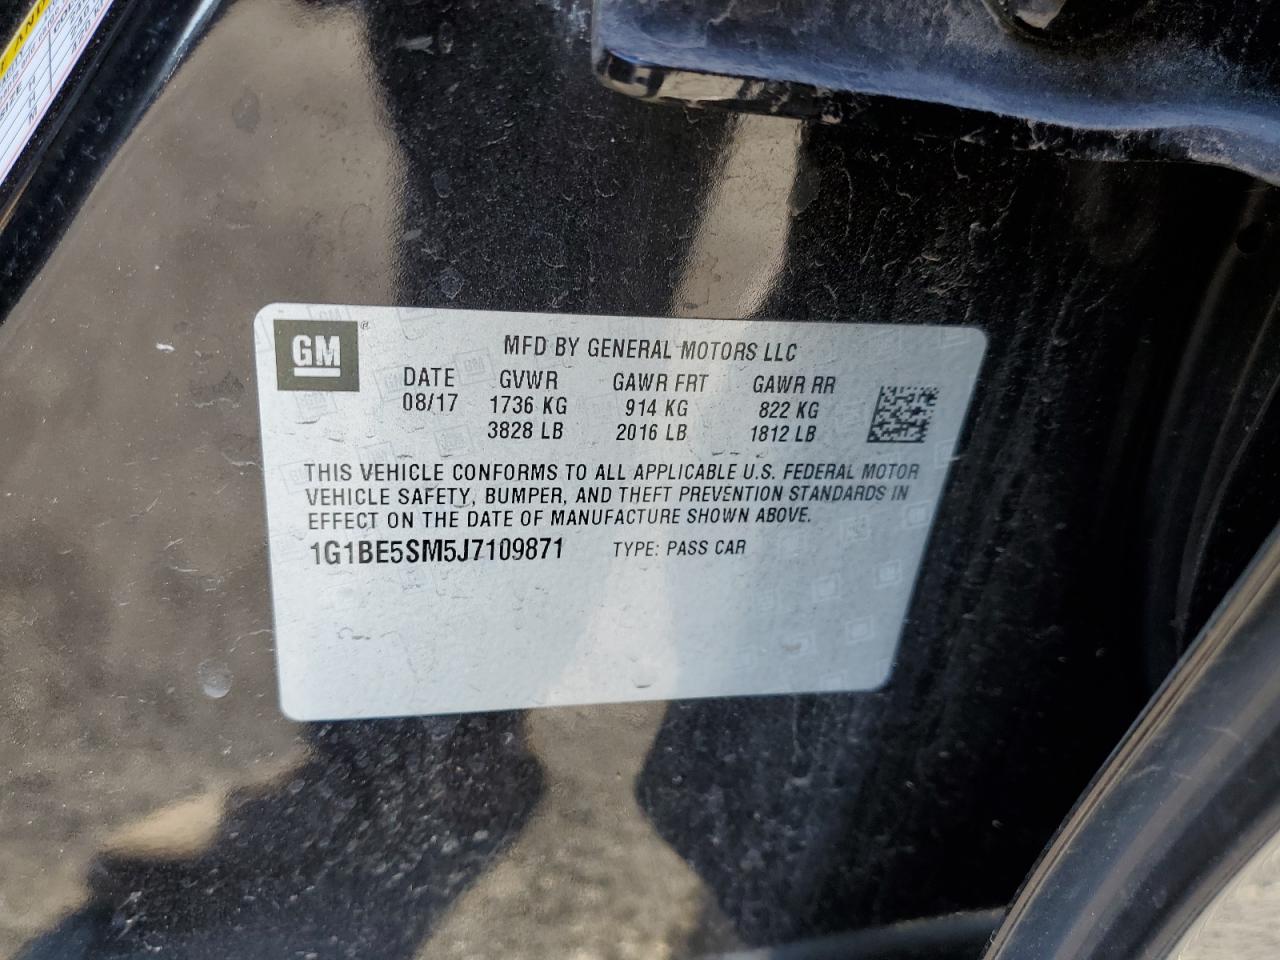 GM
MFD BY GENERAL MOTORS LLC
DATE GVWR GAWR FRT GAWR RR
08/17 1736 KG 914 KG 822 KG
3828 LB 2016 LB 1812 LB
THIS VEHICLE CONFORMS TO ALL APPLICABLE U.S. FEDERAL MOTOR
VEHICLE SAFETY, BUMPER, AND THEFT PREVENTION STANDARDS IN
EFFECT ON THE DATE OF MANUFACTURE SHOWN ABOVE.
1G1BE5SM5J7109871 TYPE: PASS CAR